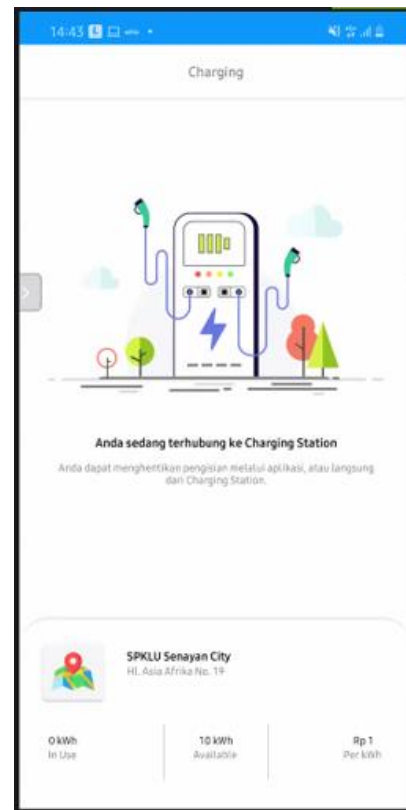 14:43
Charging
Anda sedang terhubung ke Charging Station
Anda dapat menghentikan pengisian melalui aplikasi, atau langsung
dari Charging Station.
SPKLU Senayan City
Hl. Asia Afrika No. 19
0 kWh
In Use
10 kWh
Available
Rp 1
Per kWh